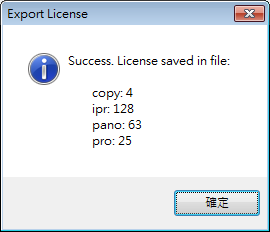 Export License
Success. License saved in file:
copy: 4
ipr: 128
pano: 63
pro: 25
確定